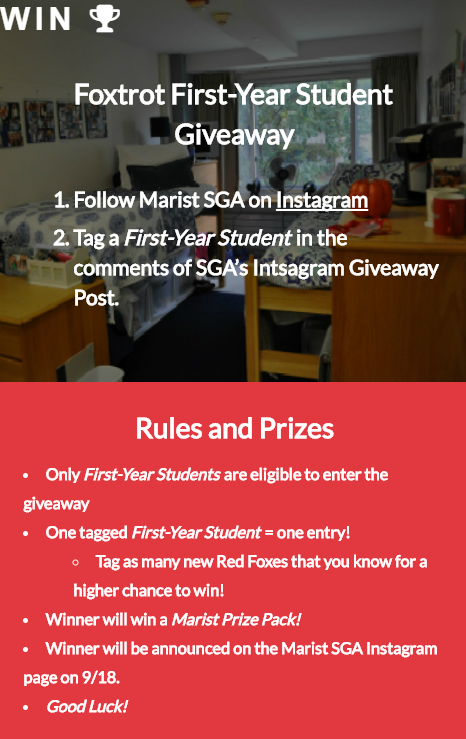 WIN
Foxtrot First-Year Student
Giveaway
1. Follow Marist SGA on Instagram
2. Tag a First-Year Student in the
comments of SGA's Intsagram Giveaway
Post.
Rules and Prizes
• Only First-Year Students are eligible to enter the
giveaway
• One tagged First-Year Student = one entry!
◦ Tag as many new Red Foxes that you know for a
higher chance to win!
• Winner will win a Marist Prize Pack!
• Winner will be announced on the Marist SGA Instagram
page on 9/18.
• Good Luck!